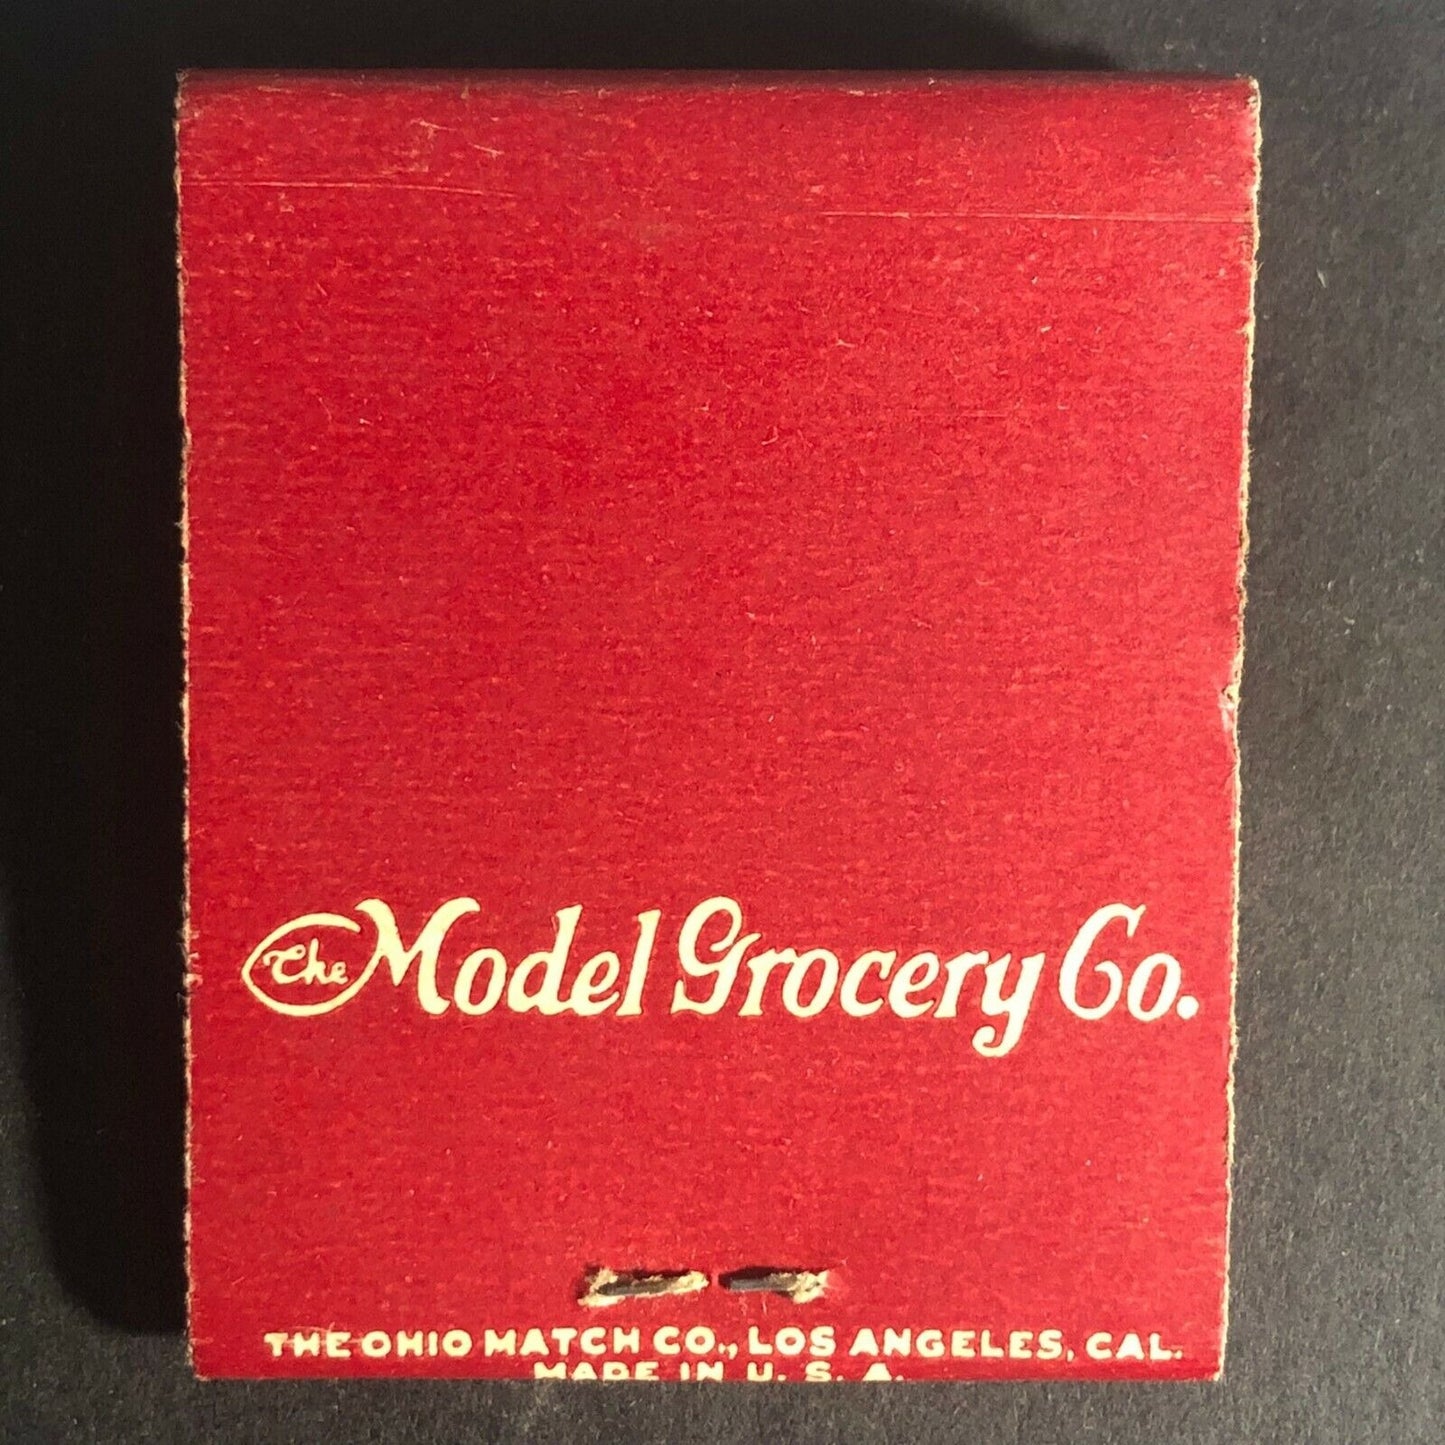 The Model Grocery Co.
THE OHIO MATCH CO., LOS ANGELES, CAL.
MADE IN U. S. A.